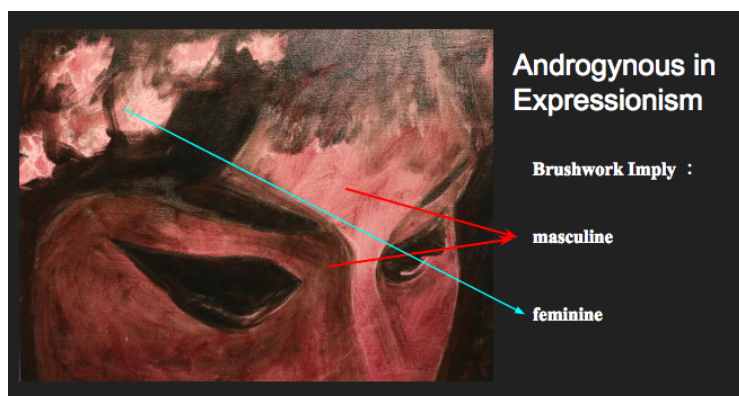 Androgynous in
Expressionism
Brushwork Imply ：
masculine
feminine